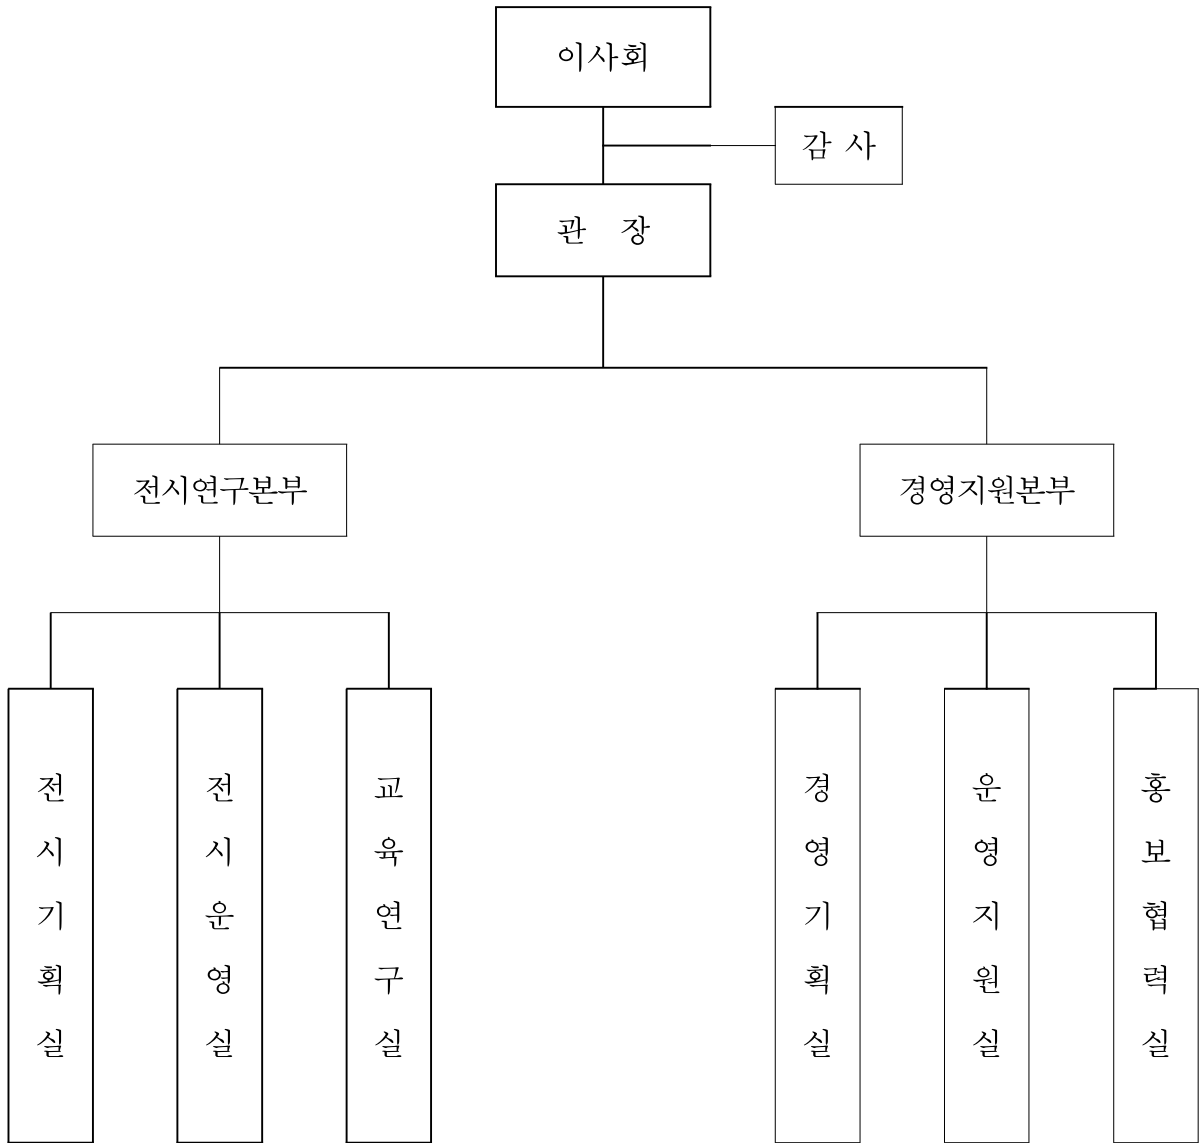 이사회
감 사
관 장
전시연구본부
경영지원본부
전시기획실
전시운영실
교육연구실
경영기획실
운영지원실
홍보협력실